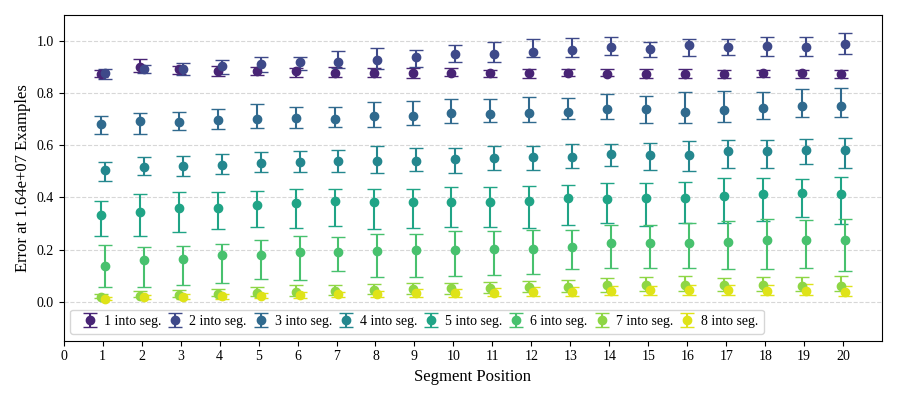 Error at 1.64e+07 Examples
1.0
0.8
0.6
0.4
0.2
0.0
1 into seg. 2 into seg. 3 into seg. 4 into seg. 5 into seg. 6 into seg. 7 into seg. 8 into seg.
0 1 2 3 4 5 6 7 8 9 10 11 12 13 14 15 16 17 18 19 20
Segment Position